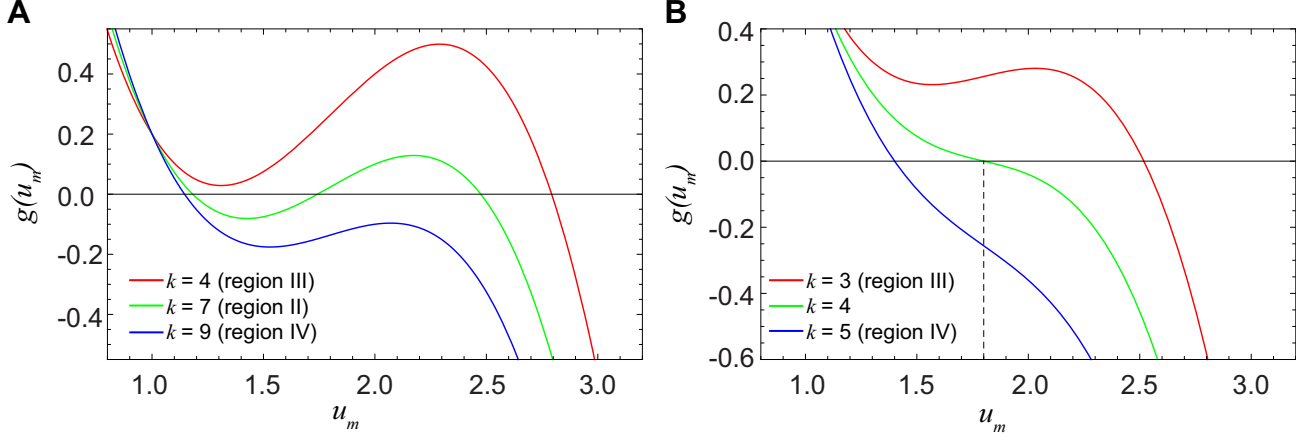 A
g(u_m)
0.4
0.2
0.0
-0.2
-0.4
k = 4 (region III)
k = 7 (region II)
k = 9 (region IV)
1.0 1.5 2.0 2.5 3.0
u_m
B
g(u_m)
0.4
0.2
0.0
-0.2
-0.4
-0.6
k = 3 (region III)
k = 4
k = 5 (region IV)
1.0 1.5 2.0 2.5 3.0
u_m